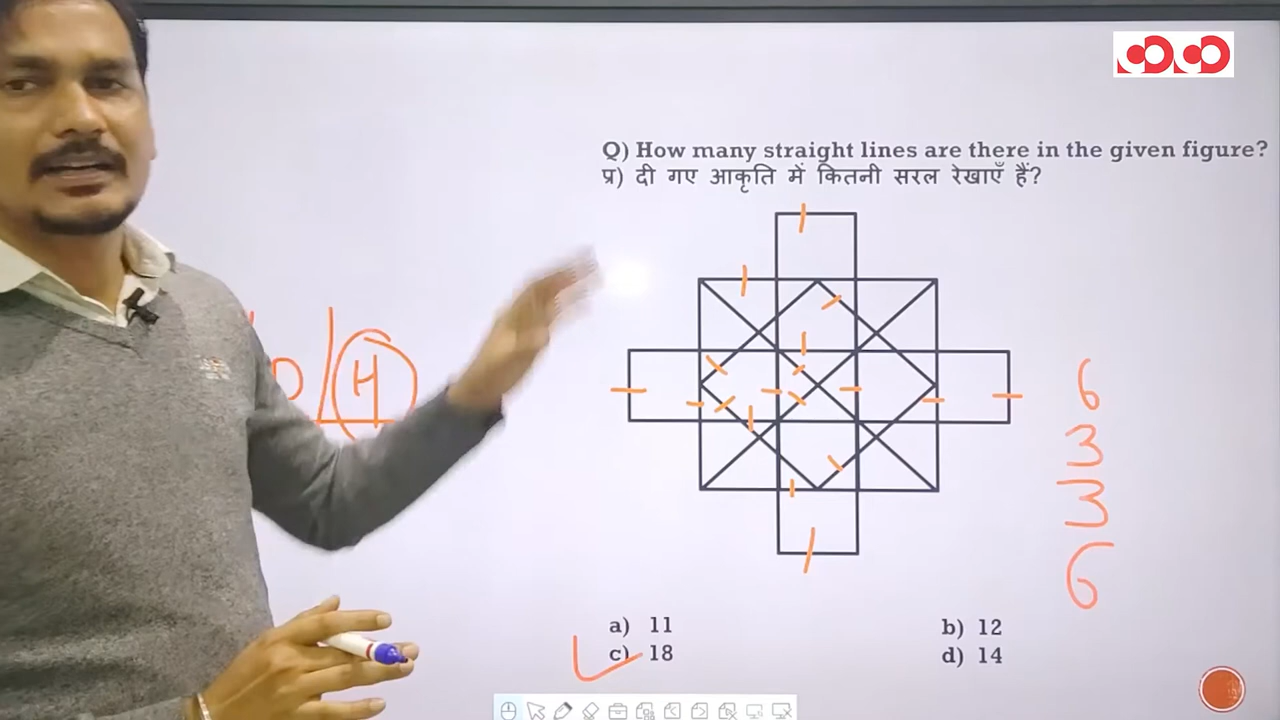 Q) How many straight lines are there in the given figure?
प्र) दी गए आकृति में कितनी सरल रेखाएँ हैं?
H
6
3
3
6
a) 11
b) 12
c) 18
d) 14